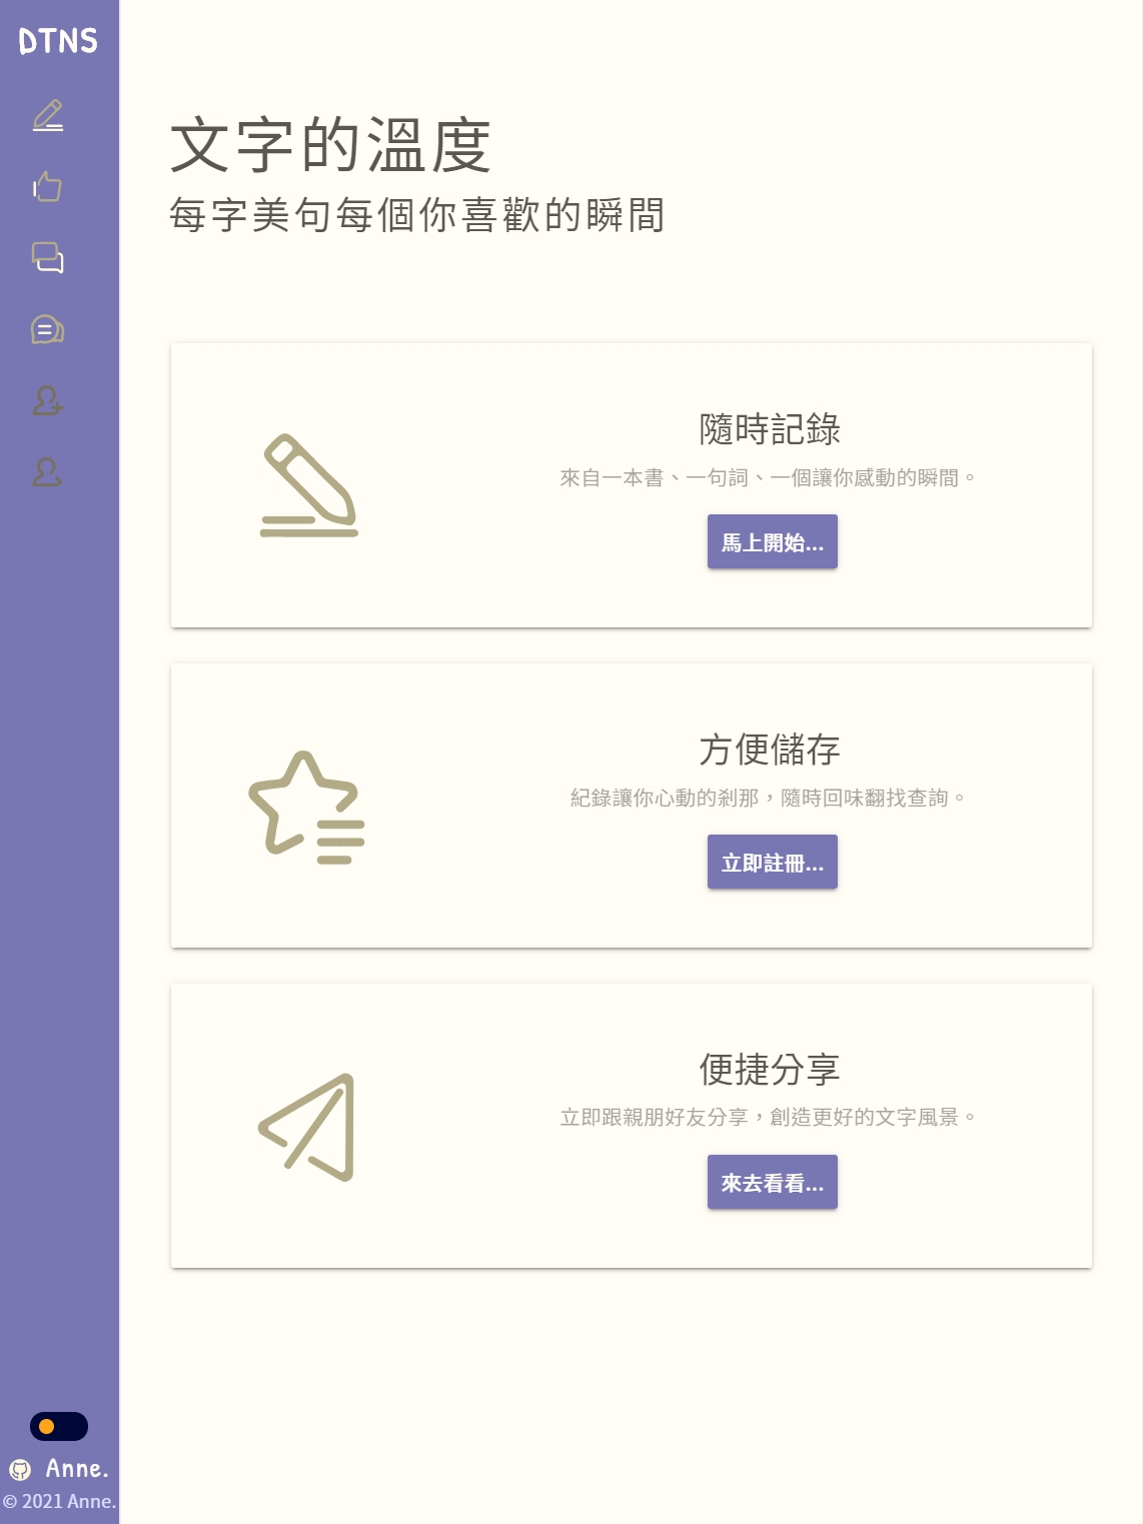 DTNS
文字的溫度
每字美句每個你喜歡的瞬間
隨時記錄
來自一本書、一句詞、一個讓你感動的瞬間。
馬上開始...
方便儲存
紀錄讓你心動的剎那，隨時回味翻找查詢。
立即註冊...
便捷分享
立即跟親朋好友分享，創造更好的文字風景。
來去看看...
Anne.
© 2021 Anne.